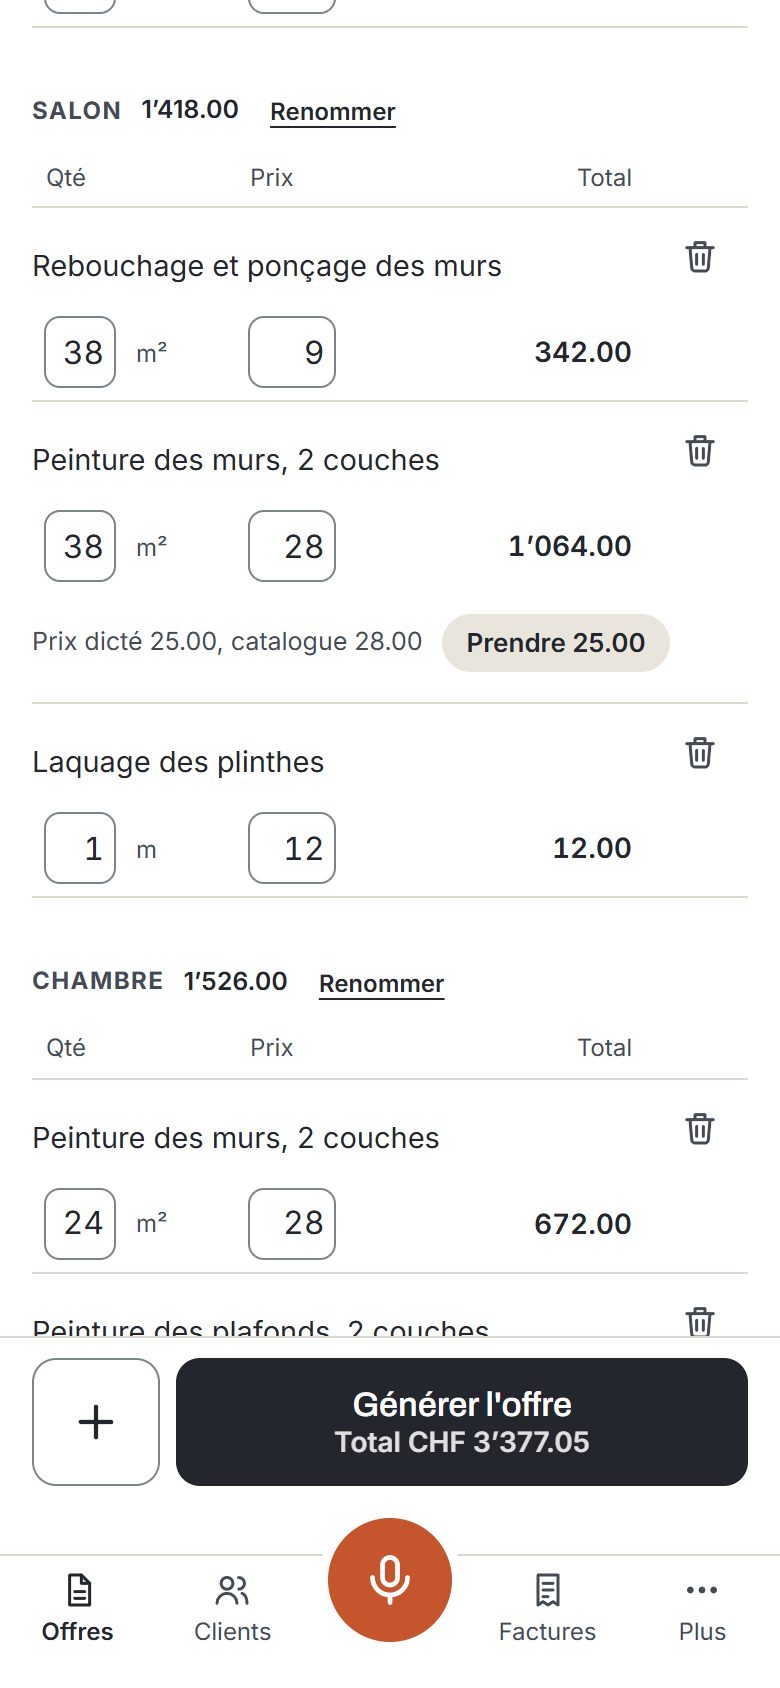 SALON 1’418.00 Renommer
Qté Prix Total
Rebouchage et ponçage des murs
38 m² 9 342.00
Peinture des murs, 2 couches
38 m² 28 1’064.00
Prix dicté 25.00, catalogue 28.00 Prendre 25.00
Laquage des plinthes
1 m 12 12.00
CHAMBRE 1’526.00 Renommer
Qté Prix Total
Peinture des murs, 2 couches
24 m² 28 672.00
Peinture des plafonds, 2 couches
Générer l'offre
Total CHF 3’377.05
Offres Clients Factures Plus